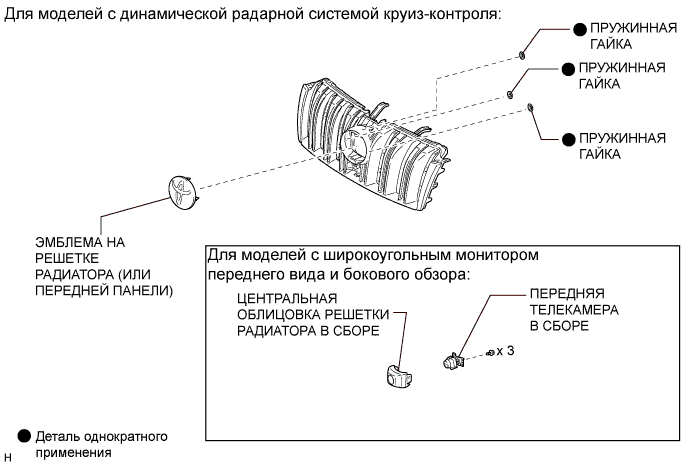 Для моделей с динамической радарной системой круиз-контроля:
ПРУЖИННАЯ
ГАЙКА
ПРУЖИННАЯ
ГАЙКА
ПРУЖИННАЯ
ГАЙКА
ЭМБЛЕМА НА
РЕШЕТКЕ
РАДИАТОРА (ИЛИ
ПЕРЕДНЕЙ ПАНЕЛИ)
Для моделей с широкоугольным монитором
переднего вида и бокового обзора:
ЦЕНТРАЛЬНАЯ
ОБЛИЦОВКА РЕШЕТКИ
РАДИАТОРА В СБОРЕ
ПЕРЕДНЯЯ
ТЕЛЕКАМЕРА
В СБОРЕ
x 3
Деталь однократного
применения
H